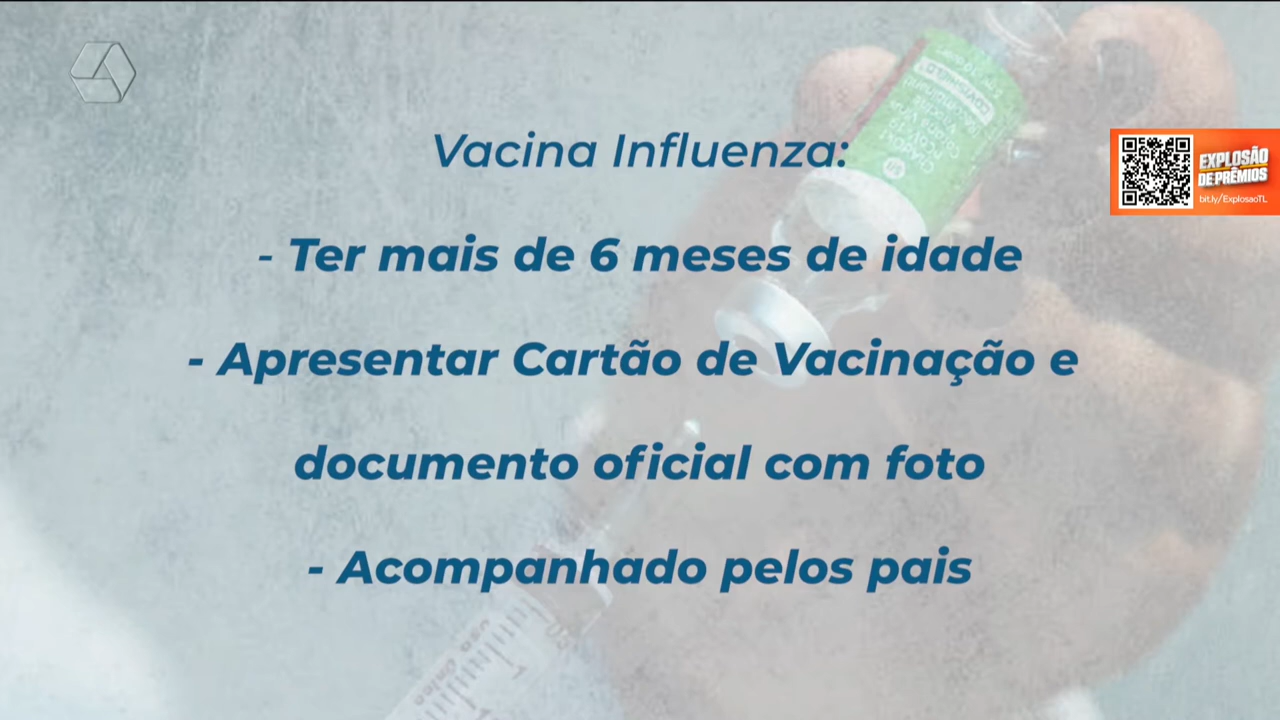 Vacina Influenza:
- Ter mais de 6 meses de idade
- Apresentar Cartão de Vacinação e
documento oficial com foto
- Acompanhado pelos pais
EXPLOSÃO
DE PRÊMIOS
bit.ly/ExplosaoTL
COVISHIELD